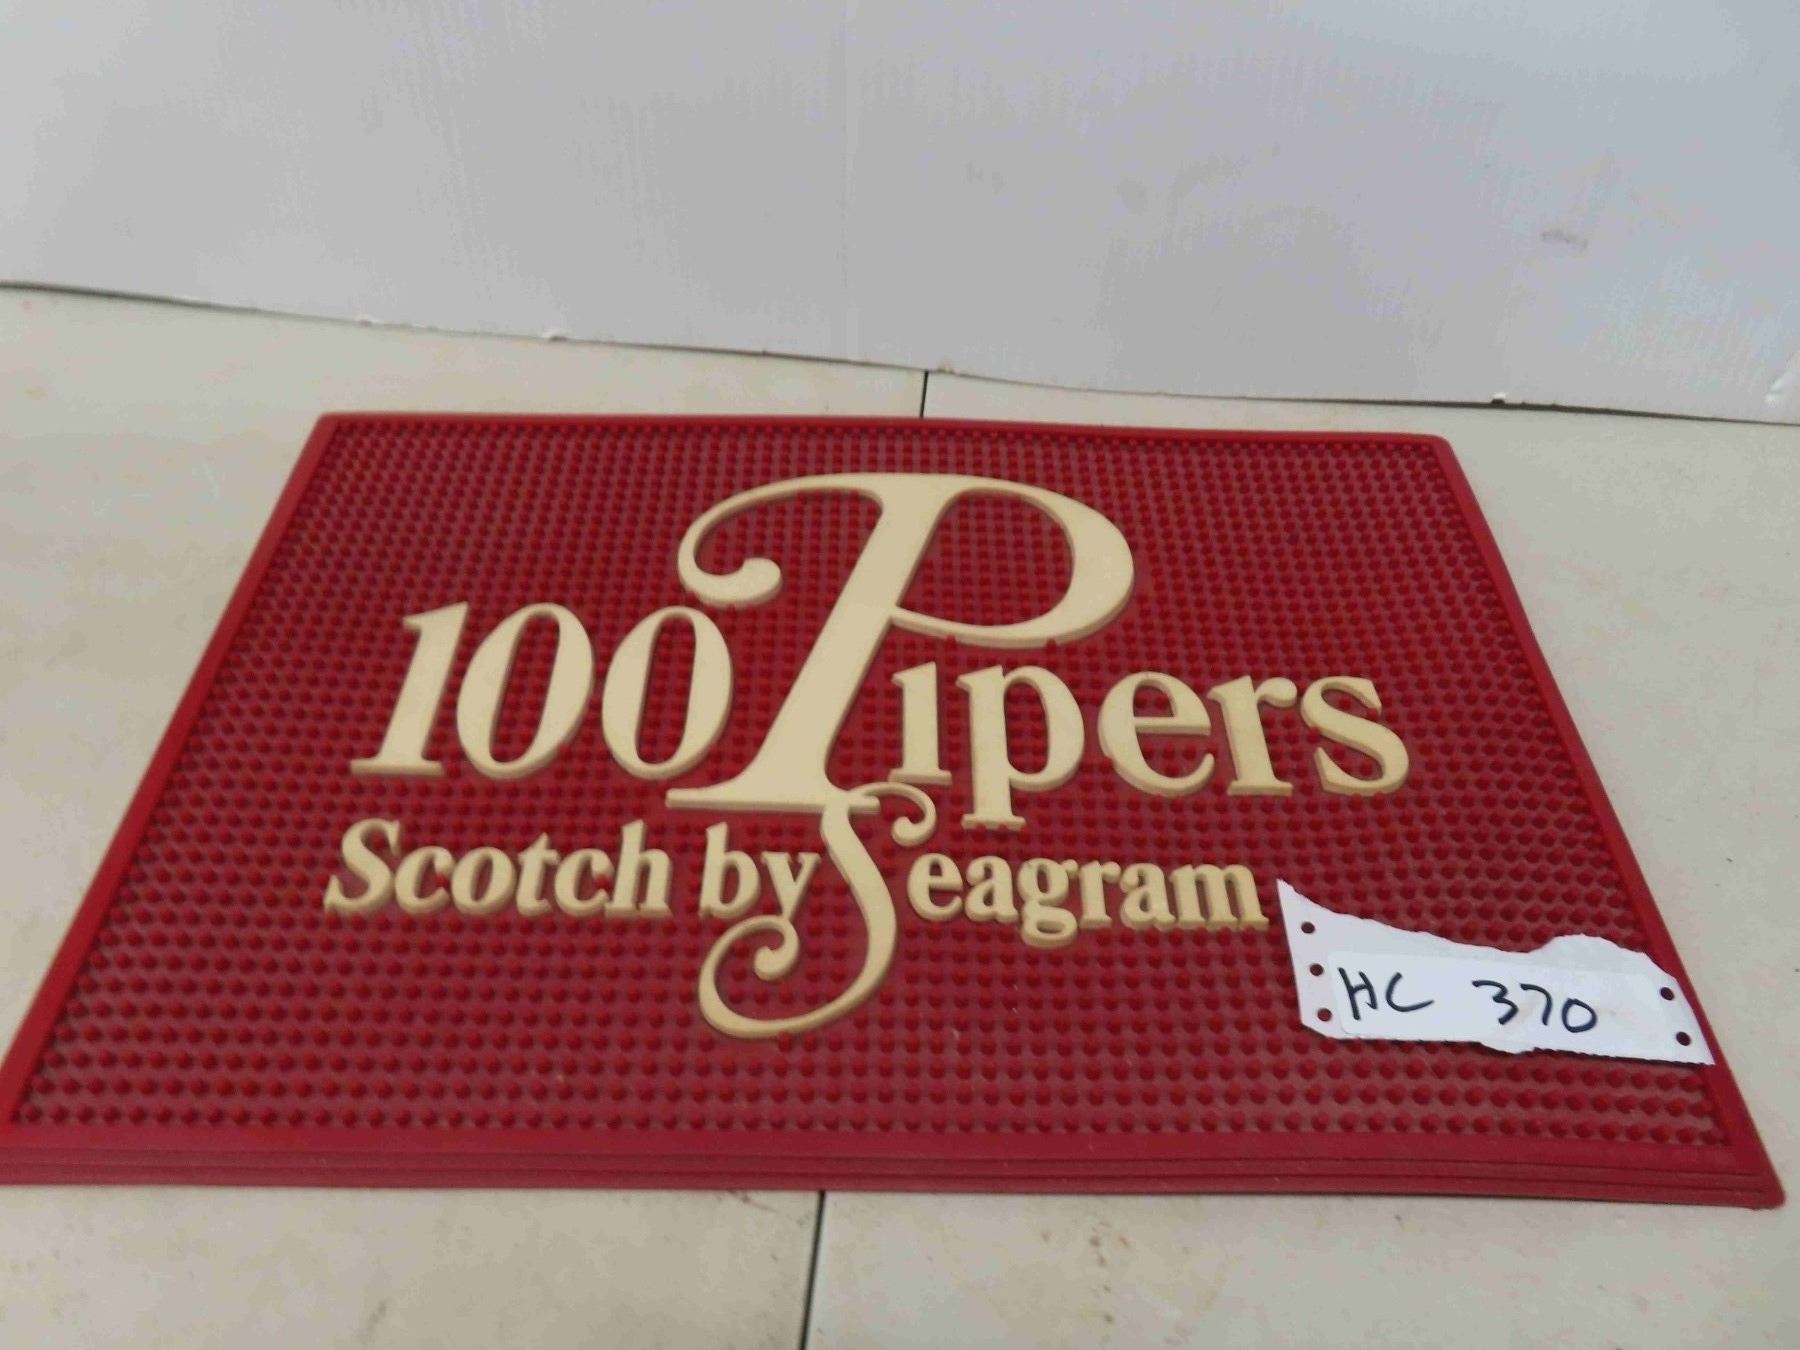 100 Pipers
Scotch by Seagram
HC 370